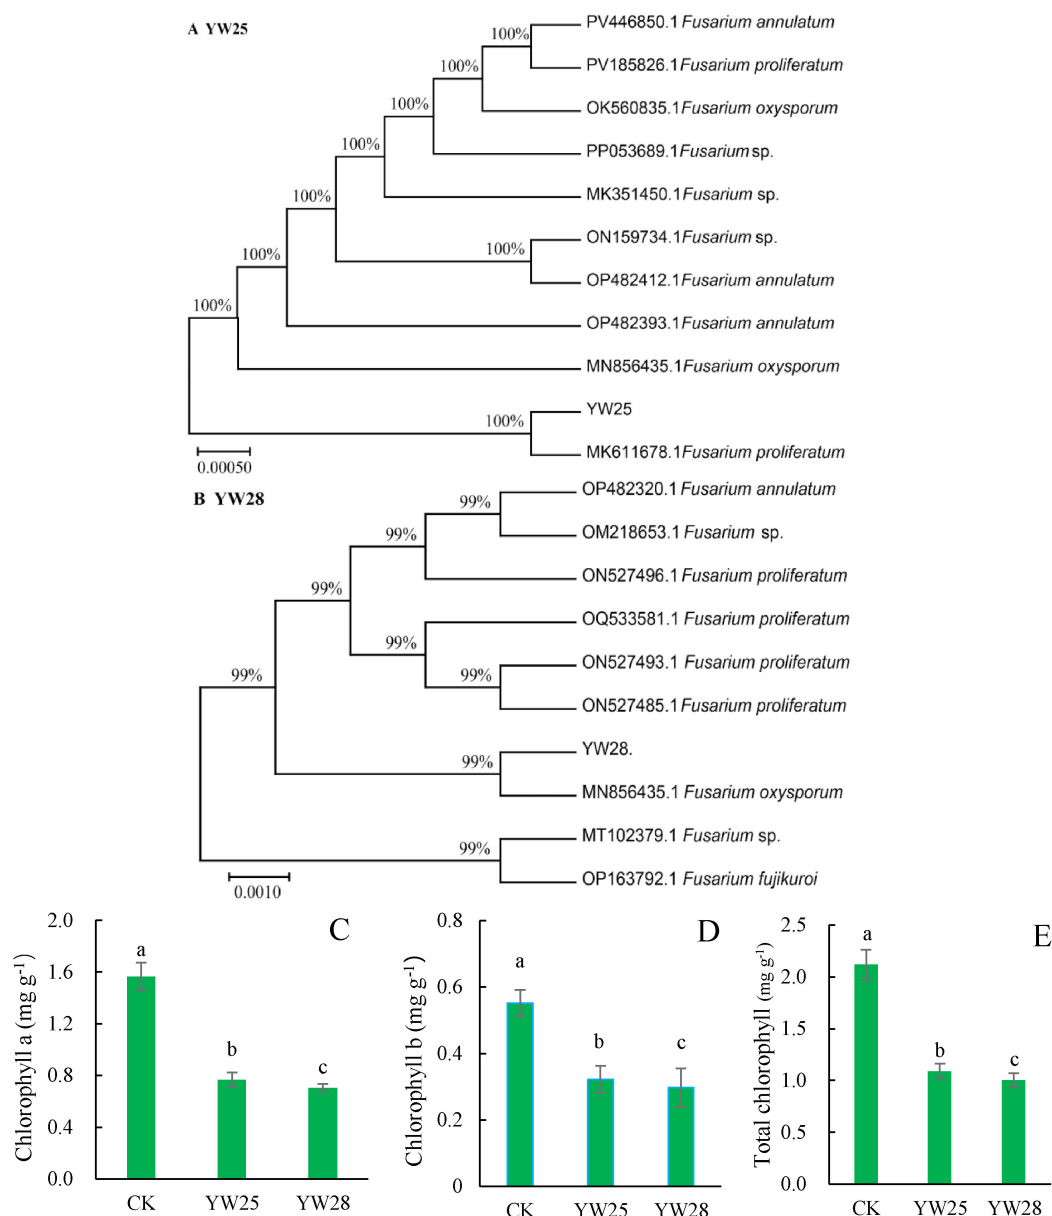 A YW25
PV446850.1 Fusarium annulatum
100%
PV185826.1 Fusarium proliferatum
100%
OK560835.1 Fusarium oxysporum
100%
PP053689.1 Fusarium sp.
100%
MK351450.1 Fusarium sp.
100%
ON159734.1 Fusarium sp.
100%
100%
OP482412.1 Fusarium annulatum
100%
OP482393.1 Fusarium annulatum
MN856435.1 Fusarium oxysporum
YW25
100%
MK611678.1 Fusarium proliferatum
0.00050
B YW28
OP482320.1 Fusarium annulatum
99%
OM218653.1 Fusarium sp.
99%
ON527496.1 Fusarium proliferatum
99%
OQ533581.1 Fusarium proliferatum
99%
ON527493.1 Fusarium proliferatum
99%
99%
ON527485.1 Fusarium proliferatum
YW28.
99%
MN856435.1 Fusarium oxysporum
MT102379.1 Fusarium sp.
99%
OP163792.1 Fusarium fujikuroi
0.0010
C
Chlorophyll a (mg g-1)
2.0
1.6
1.2
0.8
0.4
0.0
a
b
c
CK YW25 YW28
D
Chlorophyll b (mg g-1)
0.8
0.6
0.4
0.2
0
a
b
c
CK YW25 YW28
E
Total chlorophyll (mg g-1)
2.5
2.0
1.5
1.0
0.5
0.0
a
b
c
CK YW25 YW28